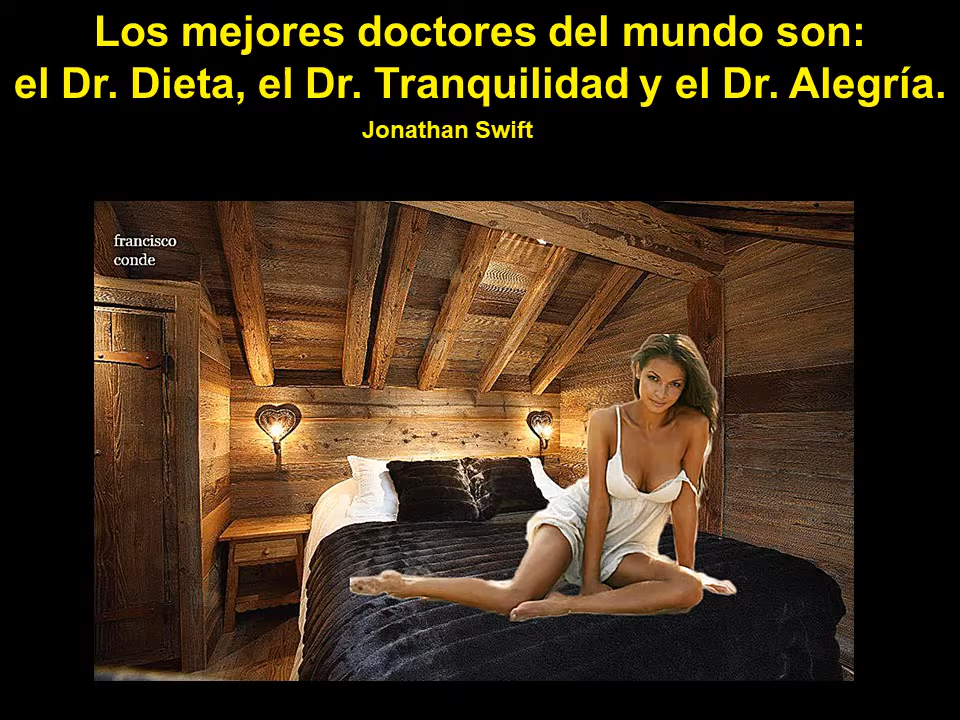 Los mejores doctores del mundo son:
el Dr. Dieta, el Dr. Tranquilidad y el Dr. Alegría.
Jonathan Swift
francisco
conde